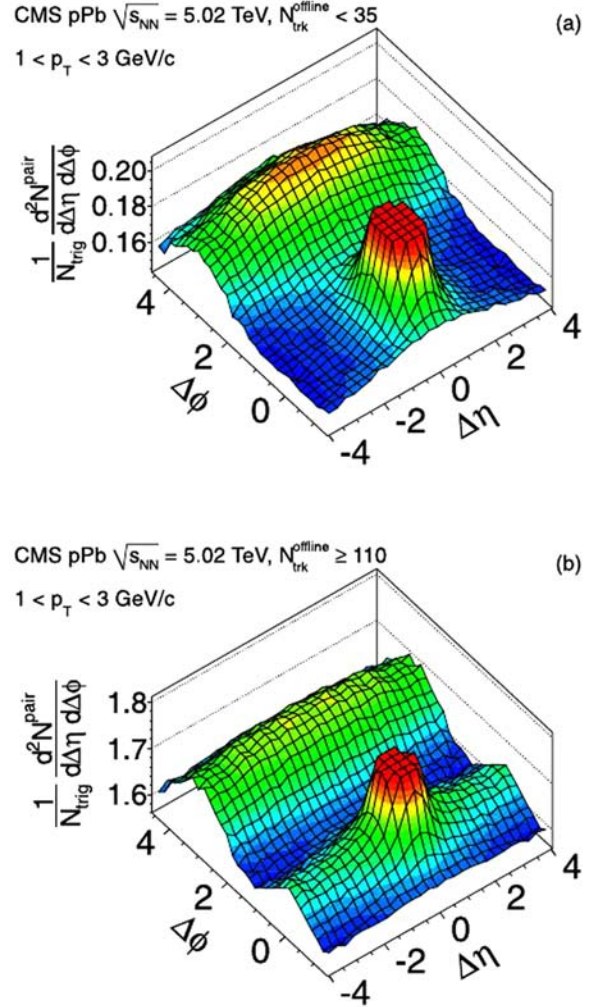 CMS pPb √s_NN = 5.02 TeV, N_trk^offline < 35
(a)
1 < p_T < 3 GeV/c
1/N_trig d²N^pair/dΔη dΔϕ
0.20
0.18
0.16
4
2
0
Δϕ
-4
-2
0
2
4
Δη
CMS pPb √s_NN = 5.02 TeV, N_trk^offline ≥ 110
(b)
1 < p_T < 3 GeV/c
1/N_trig d²N^pair/dΔη dΔϕ
1.8
1.7
1.6
4
2
0
Δϕ
-4
-2
0
2
4
Δη